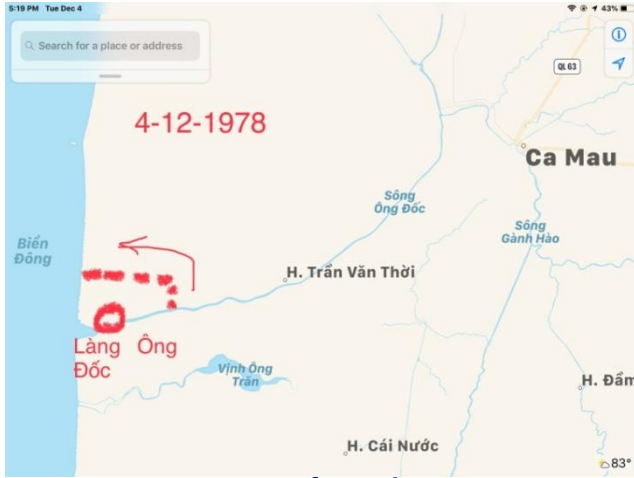 5:19 PM Tue Dec 4
43%
Search for a place or address
QL 63
4-12-1978
Ca Mau
Sông
Ông Đốc
Sông
Gành Hào
Biển
Đông
H. Trần Văn Thời
Làng Ông
Đốc
Vịnh Ông
Trăn
H. Đầm
H. Cái Nước
83°